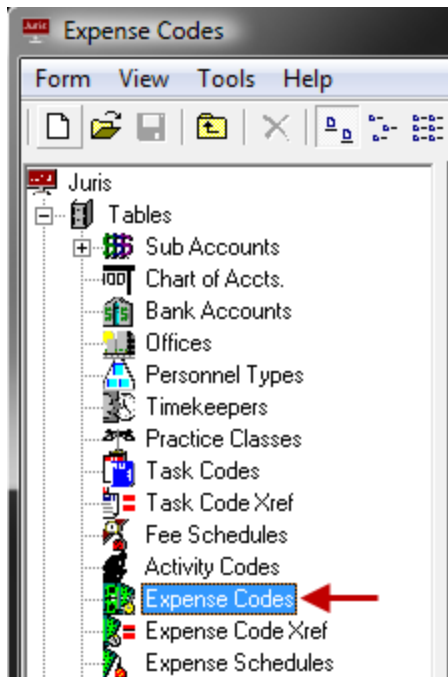 Juris
Expense Codes
Form View Tools Help
Juris
Tables
Sub Accounts
Chart of Accts.
Bank Accounts
Offices
Personnel Types
Timekeepers
Practice Classes
Task Codes
Task Code Xref
Fee Schedules
Activity Codes
Expense Codes
Expense Code Xref
Expense Schedules